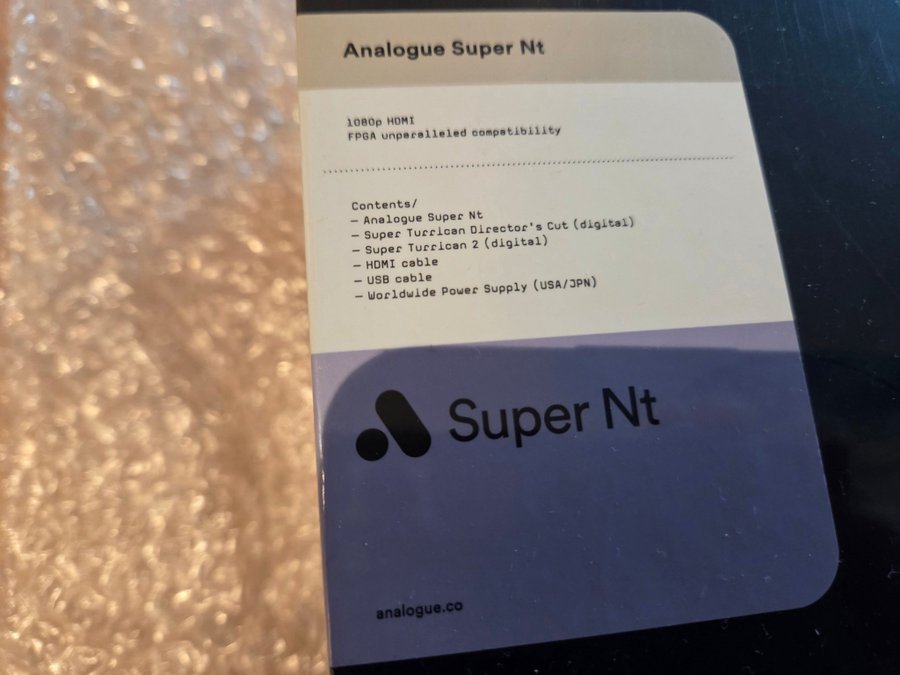 Analogue Super Nt
1080p HDMI
FPGA unparalleled compatibility
Contents/
– Analogue Super Nt
– Super Turrican Director's Cut (digital)
– Super Turrican 2 (digital)
– HDMI cable
– USB cable
– Worldwide Power Supply (USA/JPN)
Super Nt
analogue.co